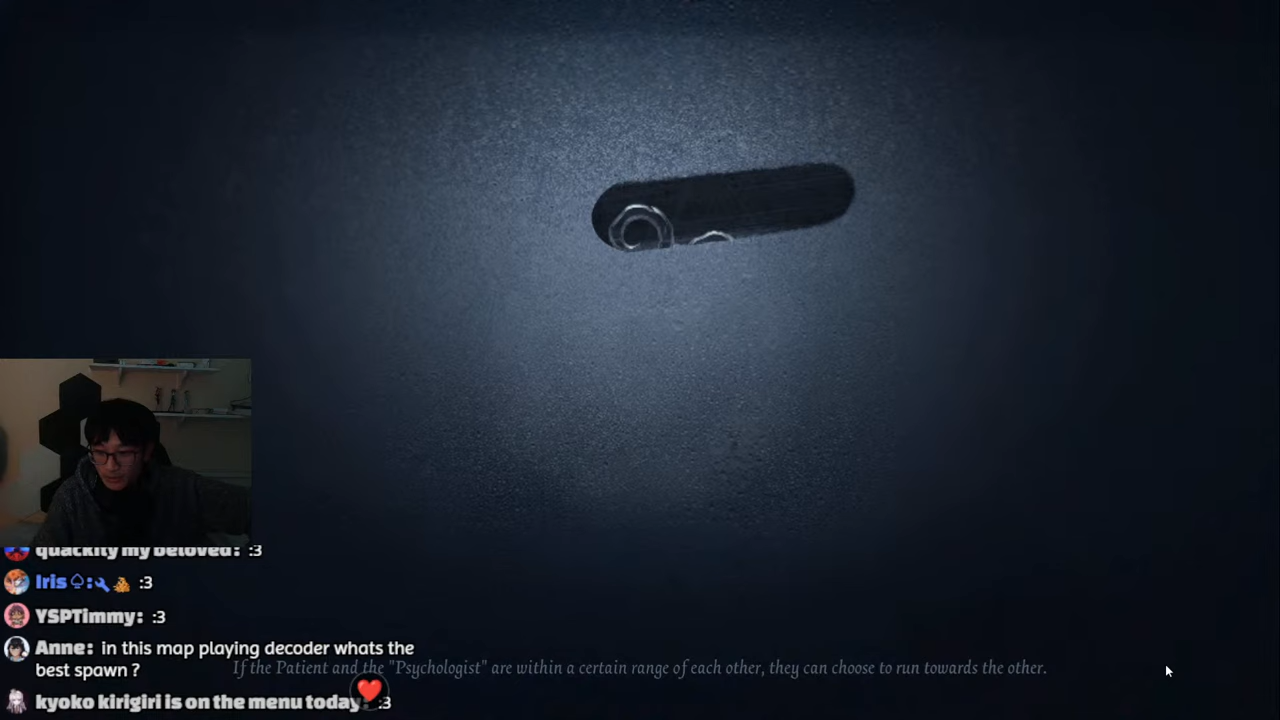 quackity my beloved: :3
Iris♤:🔧💩 :3
YSPTimmy: :3
Anne: in this map playing decoder whats the
best spawn ?
If the Patient and the "Psychologist" are within a certain range of each other, they can choose to run towards the other.
kyoko kirigiri is on the menu today: :3